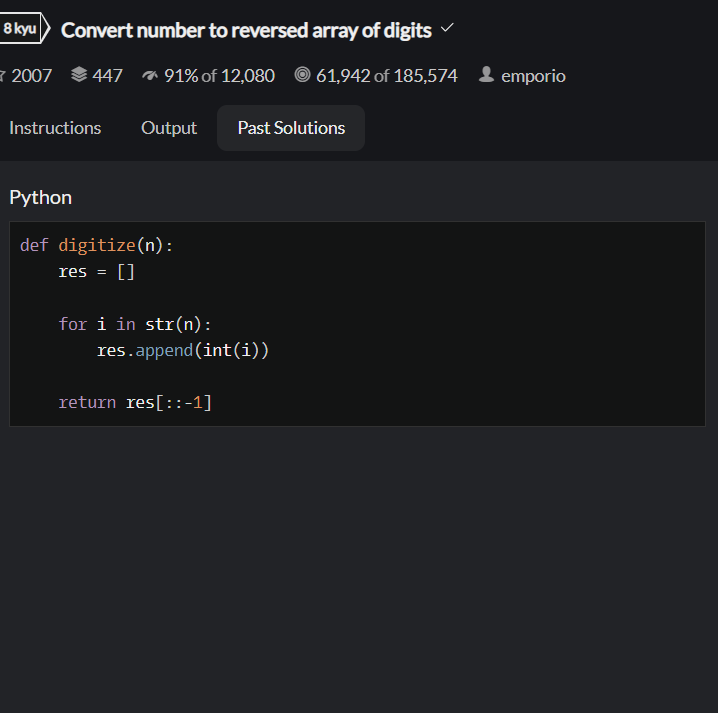 8 kyu Convert number to reversed array of digits
2007 447 91% of 12,080 61,942 of 185,574 emporio
Instructions Output Past Solutions
Python
def digitize(n):
    res = []
    for i in str(n):
        res.append(int(i))
    return res[::-1]